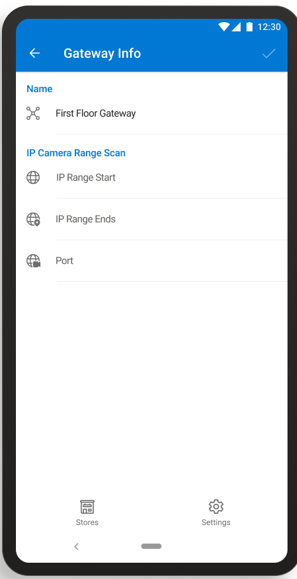 12:30
Gateway Info
Name
First Floor Gateway
IP Camera Range Scan
IP Range Start
IP Range Ends
Port
Stores
Settings